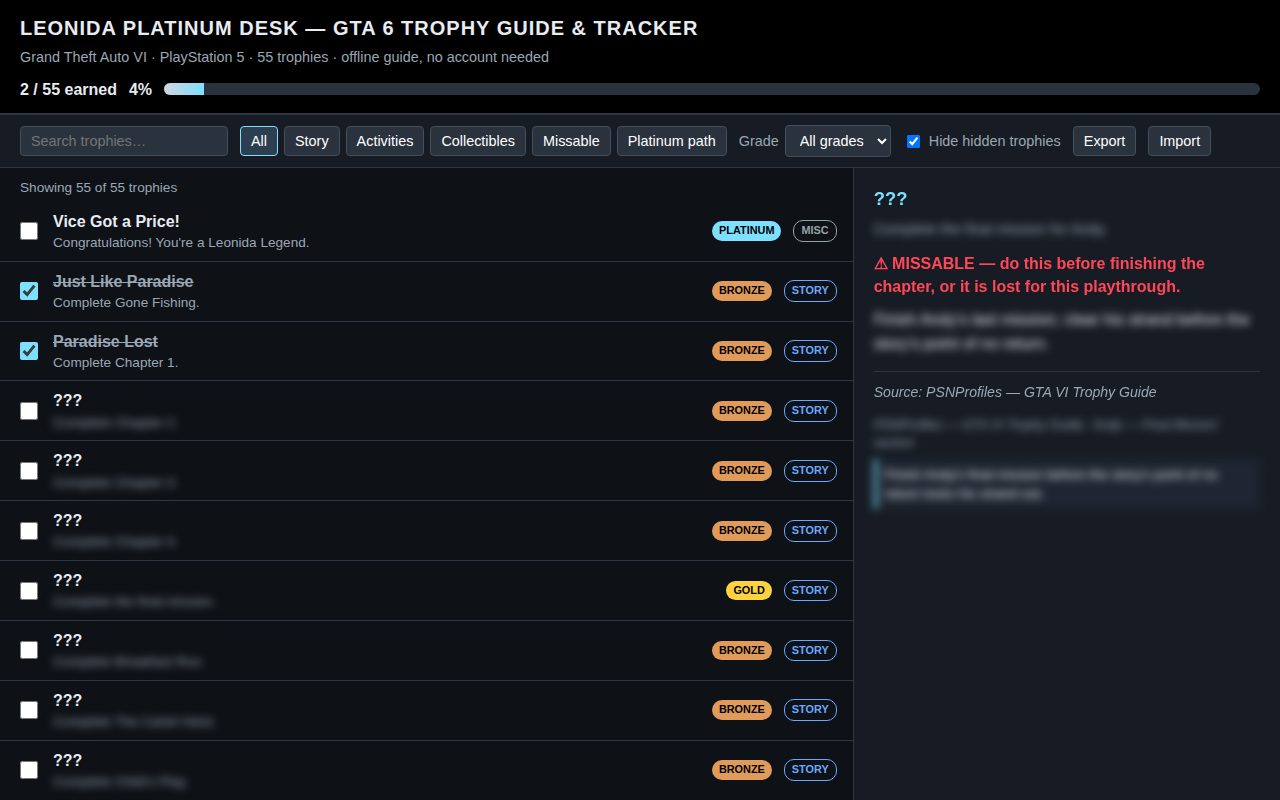 LEONIDA PLATINUM DESK — GTA 6 TROPHY GUIDE & TRACKER
Grand Theft Auto VI · PlayStation 5 · 55 trophies · offline guide, no account needed
2 / 55 earned 4%
Search trophies…
All
Story
Activities
Collectibles
Missable
Platinum path
Grade
All grades
Hide hidden trophies
Export
Import
Showing 55 of 55 trophies
Vice Got a Price!
Congratulations! You're a Leonida Legend.
PLATINUM
MISC
Just Like Paradise
Complete Gone Fishing.
BRONZE
STORY
Paradise Lost
Complete Chapter 1.
BRONZE
STORY
???
BRONZE
STORY
???
BRONZE
STORY
???
BRONZE
STORY
???
GOLD
STORY
???
BRONZE
STORY
???
BRONZE
STORY
???
BRONZE
STORY
???
⚠ MISSABLE — do this before finishing the
chapter, or it is lost for this playthrough.
Source: PSNProfiles — GTA VI Trophy Guide